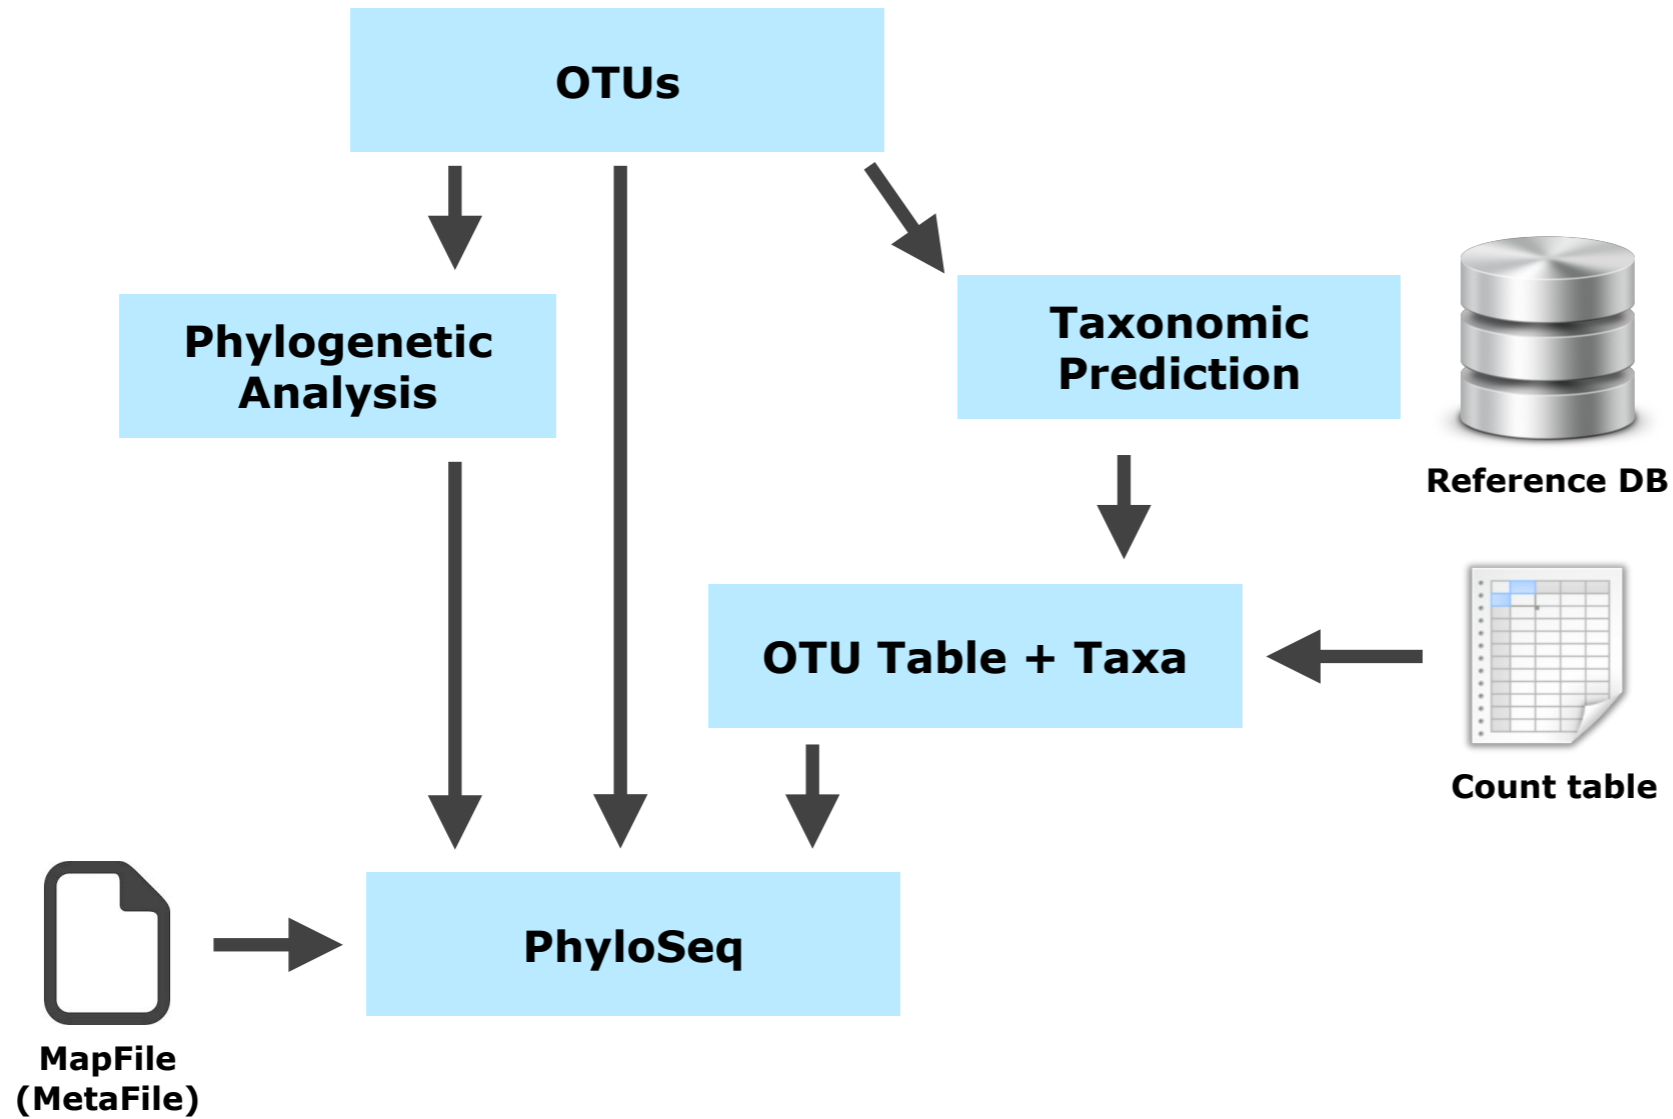 OTUs
Phylogenetic
Analysis
Taxonomic
Prediction
Reference DB
OTU Table + Taxa
Count table
PhyloSeq
MapFile
(MetaFile)